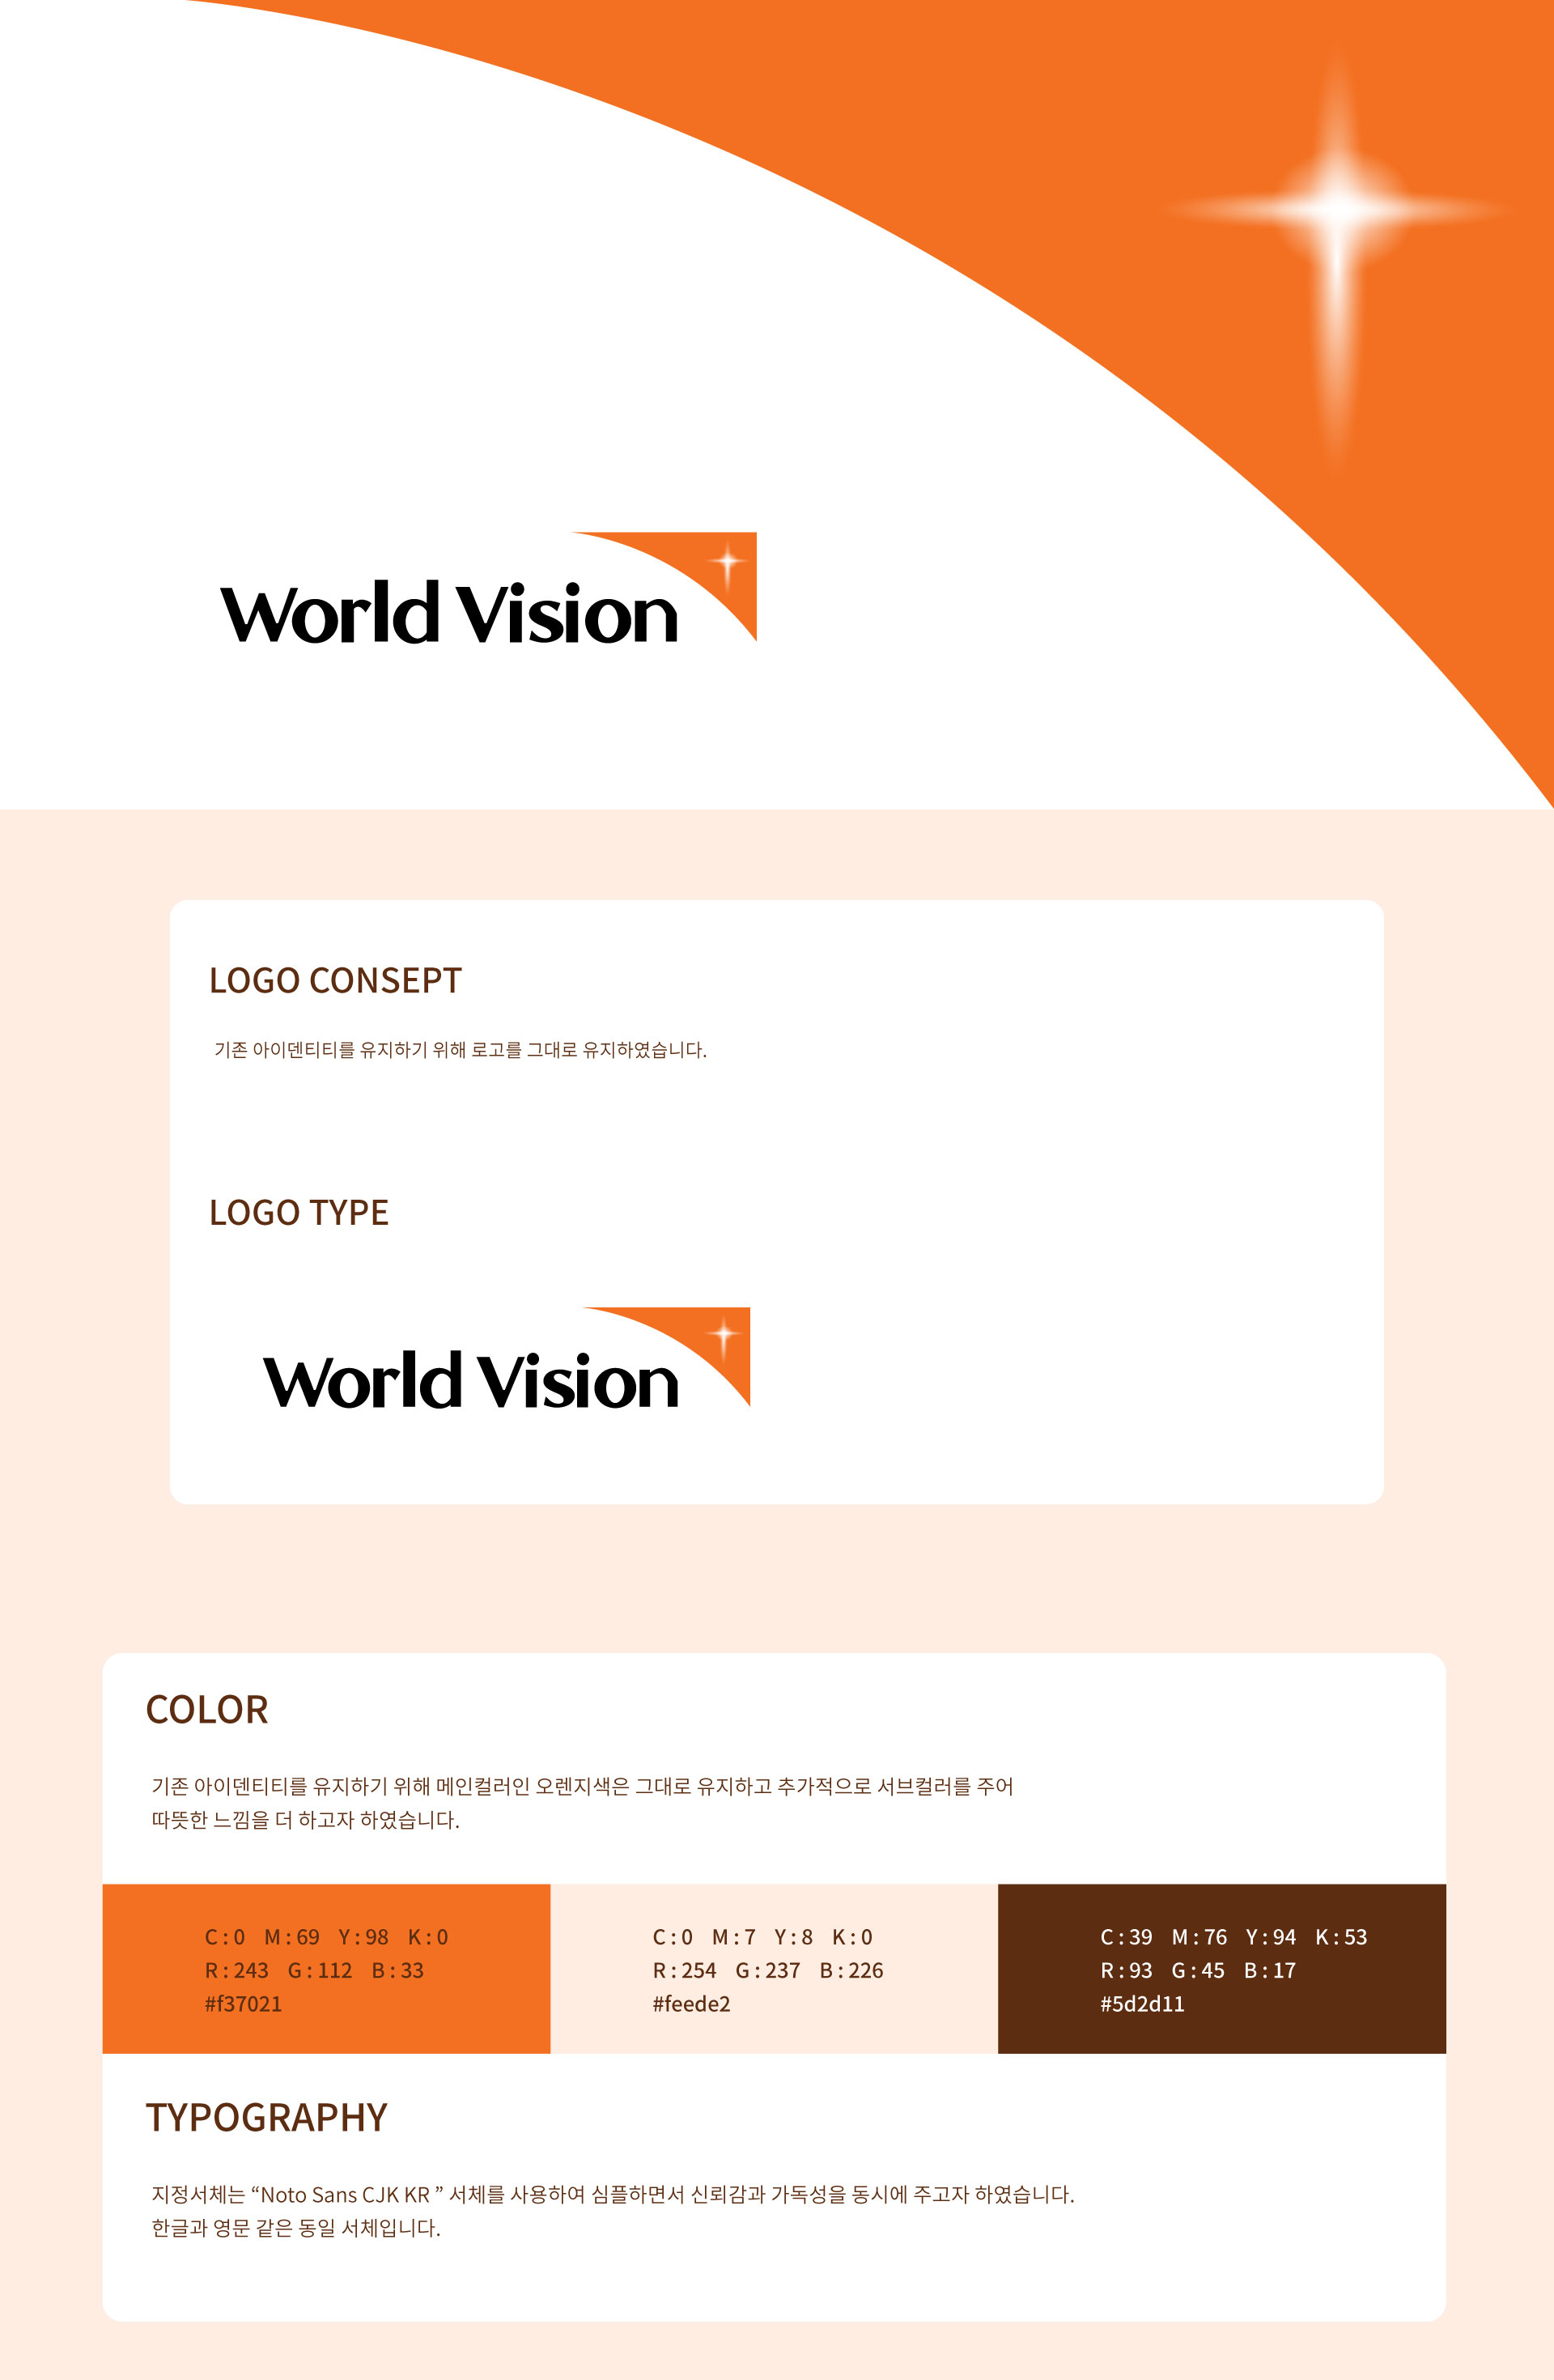 World Vision
LOGO CONSEPT
기존 아이덴티티를 유지하기 위해 로고를 그대로 유지하였습니다.
LOGO TYPE
World Vision
COLOR
기존 아이덴티티를 유지하기 위해 메인컬러인 오렌지색은 그대로 유지하고 추가적으로 서브컬러를 주어
따뜻한 느낌을 더 하고자 하였습니다.
C : 0 M : 69 Y : 98 K : 0
R : 243 G : 112 B : 33
#f37021
C : 0 M : 7 Y : 8 K : 0
R : 254 G : 237 B : 226
#feede2
C : 39 M : 76 Y : 94 K : 53
R : 93 G : 45 B : 17
#5d2d11
TYPOGRAPHY
지정서체는 “Noto Sans CJK KR ” 서체를 사용하여 심플하면서 신뢰감과 가독성을 동시에 주고자 하였습니다.
한글과 영문 같은 동일 서체입니다.